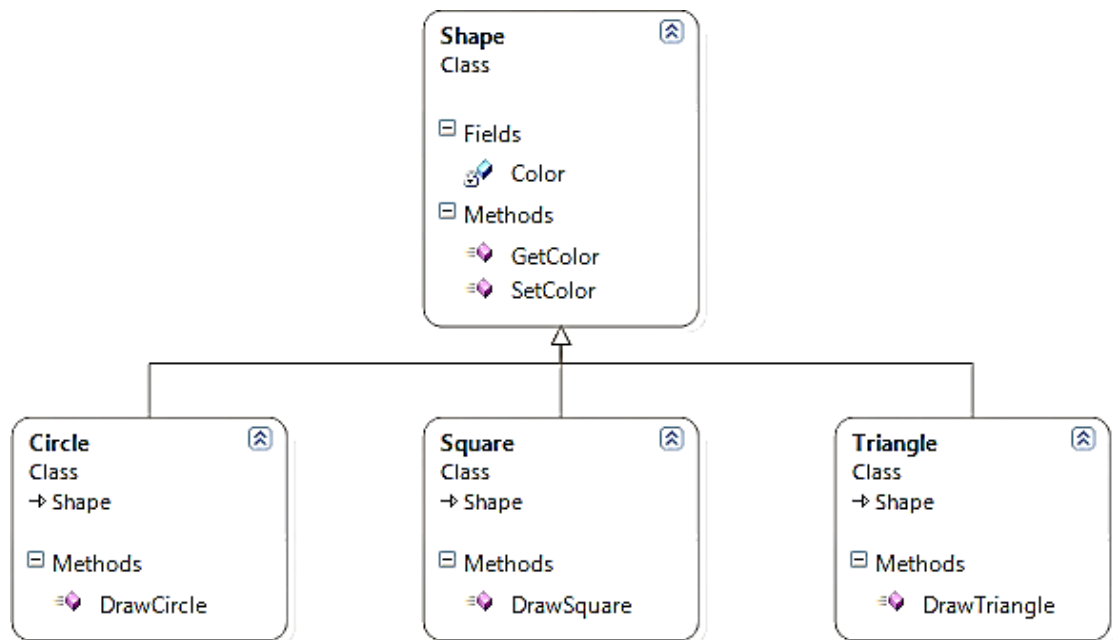 Shape
Class
Fields
Color
Methods
GetColor
SetColor
Circle
Class
Shape
Methods
DrawCircle
Square
Class
Shape
Methods
DrawSquare
Triangle
Class
Shape
Methods
DrawTriangle